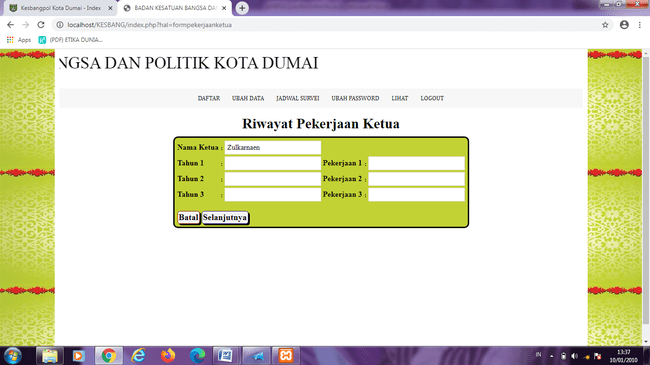 Kesbangpol Kota Dumai - Index
BADAN KESATUAN BANGSA DA
localhost/KESBANG/index.php?hal=formpekerjaanketua
Apps
(PDF) ETIKA DUNIA...
NGSA DAN POLITIK KOTA DUMAI
DAFTAR UBAH DATA JADWAL SURVEI UBAH PASSWORD LIHAT LOGOUT
Riwayat Pekerjaan Ketua
Nama Ketua : Zulkarnaen
Tahun 1 : Pekerjaan 1 :
Tahun 2 : Pekerjaan 2 :
Tahun 3 : Pekerjaan 3 :
Batal Selanjutnya
IN
13:37
10/01/2010